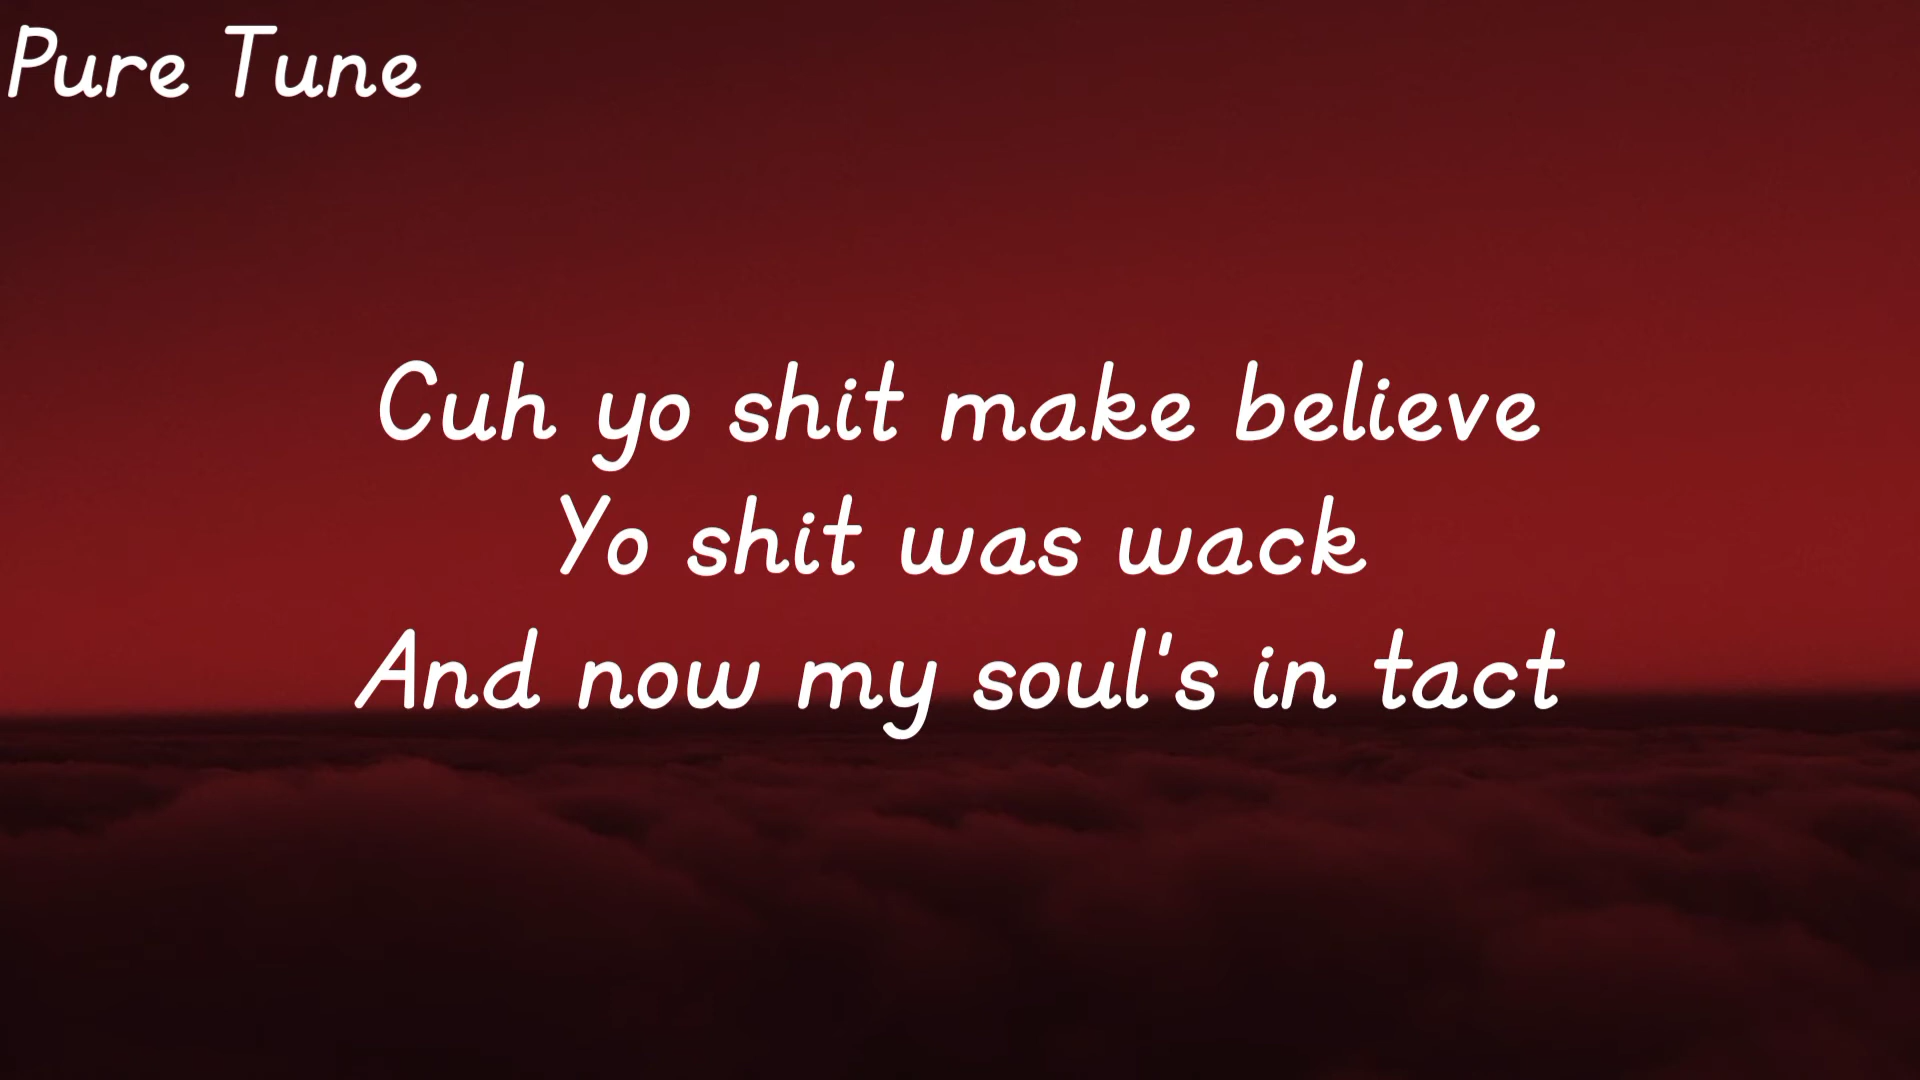 Pure Tune
Cuh yo shit make believe
Yo shit was wack
And now my soul's in tact